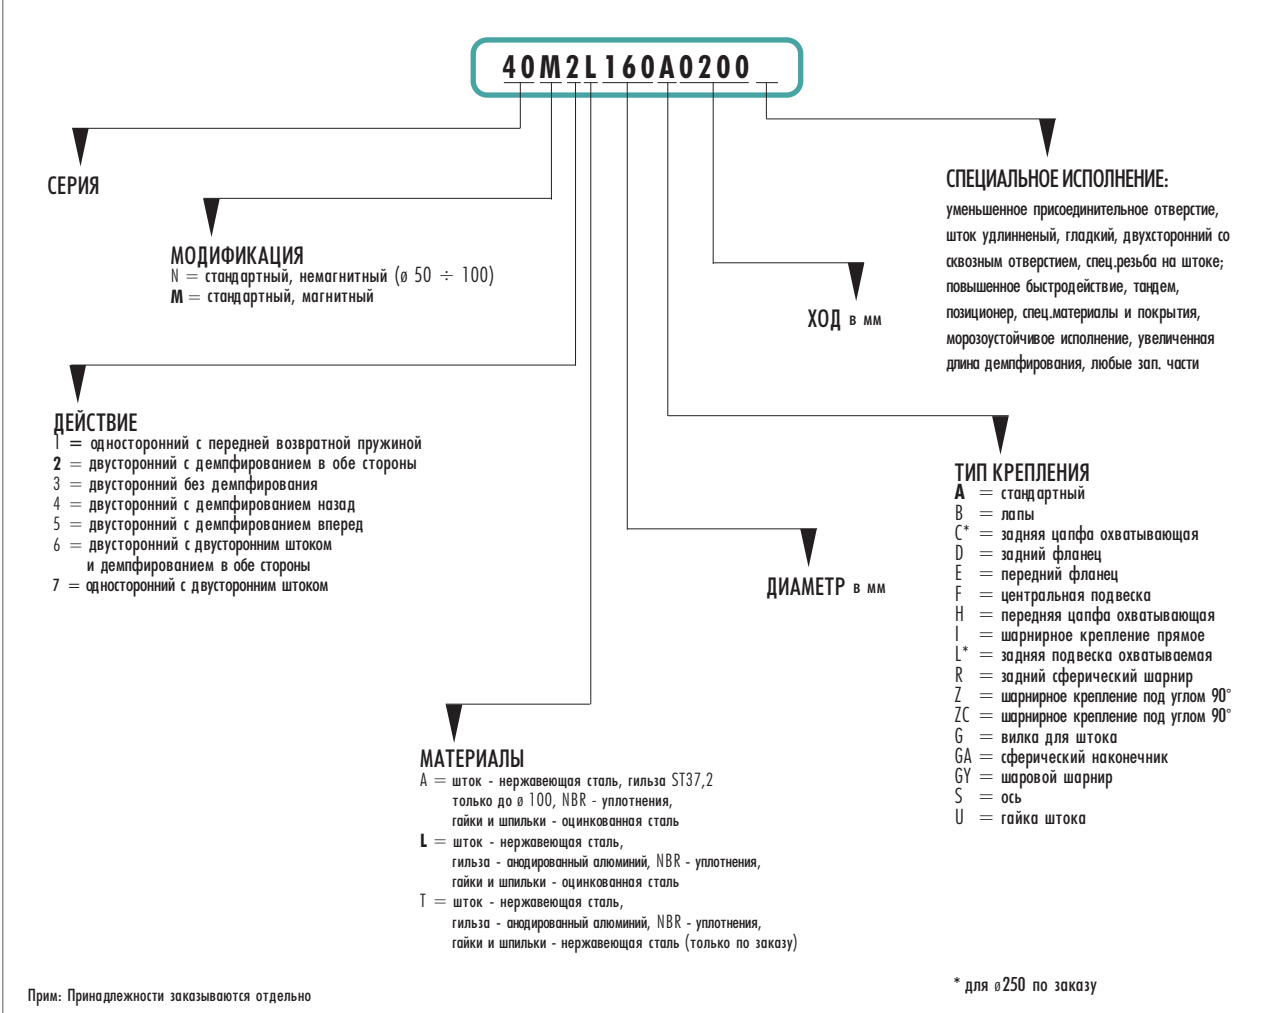 40M2L160A0200
СЕРИЯ
МОДИФИКАЦИЯ
N = стандартный, немагнитный (ø 50 ÷ 100)
M = стандартный, магнитный
СПЕЦИАЛЬНОЕ ИСПОЛНЕНИЕ:
уменьшенное присоединительное отверстие,
шток удлинненый, гладкий, двухсторонний со
сквозным отверстием, спец.резьба на штоке;
повышенное быстродействие, тандем,
позиционер, спец.материалы и покрытия,
морозоустойчивое исполнение, увеличенная
длина демпфирования, любые зап. части
ХОД в мм
ДЕЙСТВИЕ
1 = односторонний с передней возвратной пружиной
2 = двусторонний с демпфированием в обе стороны
3 = двусторонний без демпфирования
4 = двусторонний с демпфированием назад
5 = двусторонний с демпфированием вперед
6 = двусторонний с двусторонним штоком
и демпфированием в обе стороны
7 = односторонний с двусторонним штоком
ТИП КРЕПЛЕНИЯ
A = стандартный
B = лапы
C* = задняя цапфа охватывающая
D = задний фланец
E = передний фланец
F = центральная подвеска
H = передняя цапфа охватывающая
I = шарнирное крепление прямое
L* = задняя подвеска охватываемая
R = задний сферический шарнир
Z = шарнирное крепление под углом 90°
ZC = шарнирное крепление под углом 90°
G = вилка для штока
GA = сферический наконечник
GY = шаровой шарнир
S = ось
U = гайка штока
ДИАМЕТР в мм
МАТЕРИАЛЫ
A = шток - нержавеющая сталь, гильза ST37,2
только до ø 100, NBR - уплотнения,
гайки и шпильки - оцинкованная сталь
L = шток - нержавеющая сталь,
гильза - анодированный алюминий, NBR - уплотнения,
гайки и шпильки - оцинкованная сталь
T = шток - нержавеющая сталь,
гильза - анодированный алюминий, NBR - уплотнения,
гайки и шпильки - нержавеющая сталь (только по заказу)
* для ø250 по заказу
Прим: Принадлежности заказываются отдельно